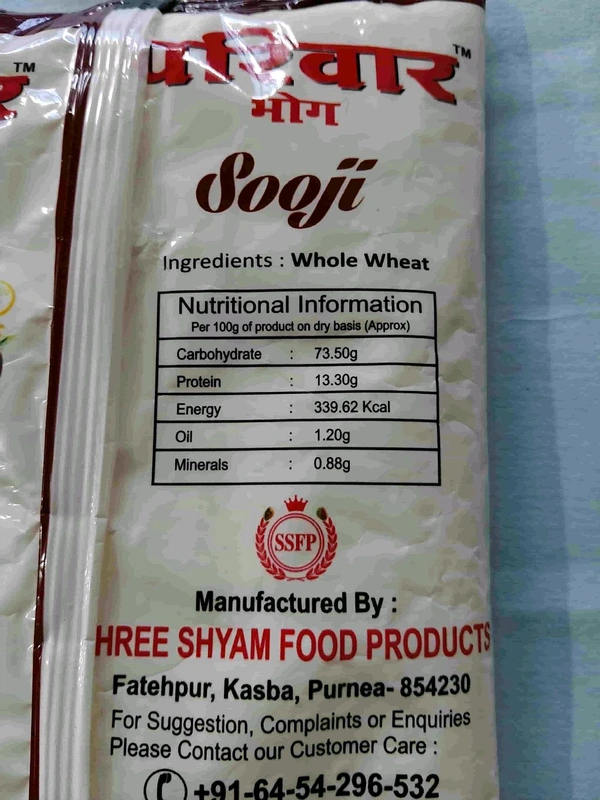 परिवार TM
भोग
Sooji
Ingredients : Whole Wheat
Nutritional Information
Per 100g of product on dry basis (Approx)
Carbohydrate : 73.50g
Protein : 13.30g
Energy : 339.62 Kcal
Oil : 1.20g
Minerals : 0.88g
SSFP
Manufactured By :
HREE SHYAM FOOD PRODUCTS
Fatehpur, Kasba, Purnea- 854230
For Suggestion, Complaints or Enquiries
Please Contact our Customer Care :
+91-64-54-296-532
र TM